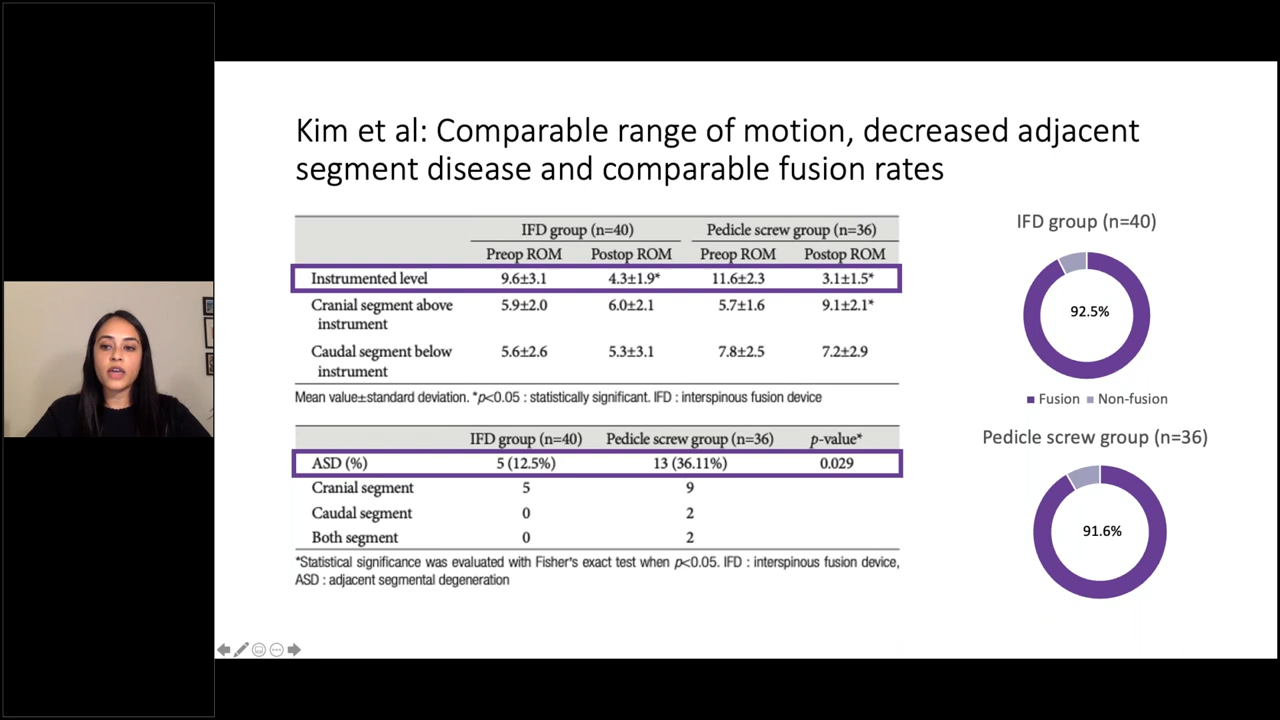 Kim et al: Comparable range of motion, decreased adjacent
segment disease and comparable fusion rates
IFD group (n=40) Pedicle screw group (n=36)
Preop ROM Postop ROM Preop ROM Postop ROM
Instrumented level 9.6±3.1 4.3±1.9* 11.6±2.3 3.1±1.5*
Cranial segment above 5.9±2.0 6.0±2.1 5.7±1.6 9.1±2.1*
instrument
Caudal segment below 5.6±2.6 5.3±3.1 7.8±2.5 7.2±2.9
instrument
Mean value±standard deviation. *p<0.05 : statistically significant. IFD : interspinous fusion device
IFD group (n=40) Pedicle screw group (n=36) p-value*
ASD (%) 5 (12.5%) 13 (36.11%) 0.029
Cranial segment 5 9
Caudal segment 0 2
Both segment 0 2
*Statistical significance was evaluated with Fisher's exact test when p<0.05. IFD : interspinous fusion device,
ASD : adjacent segmental degeneration
IFD group (n=40)
92.5%
Fusion Non-fusion
Pedicle screw group (n=36)
91.6%